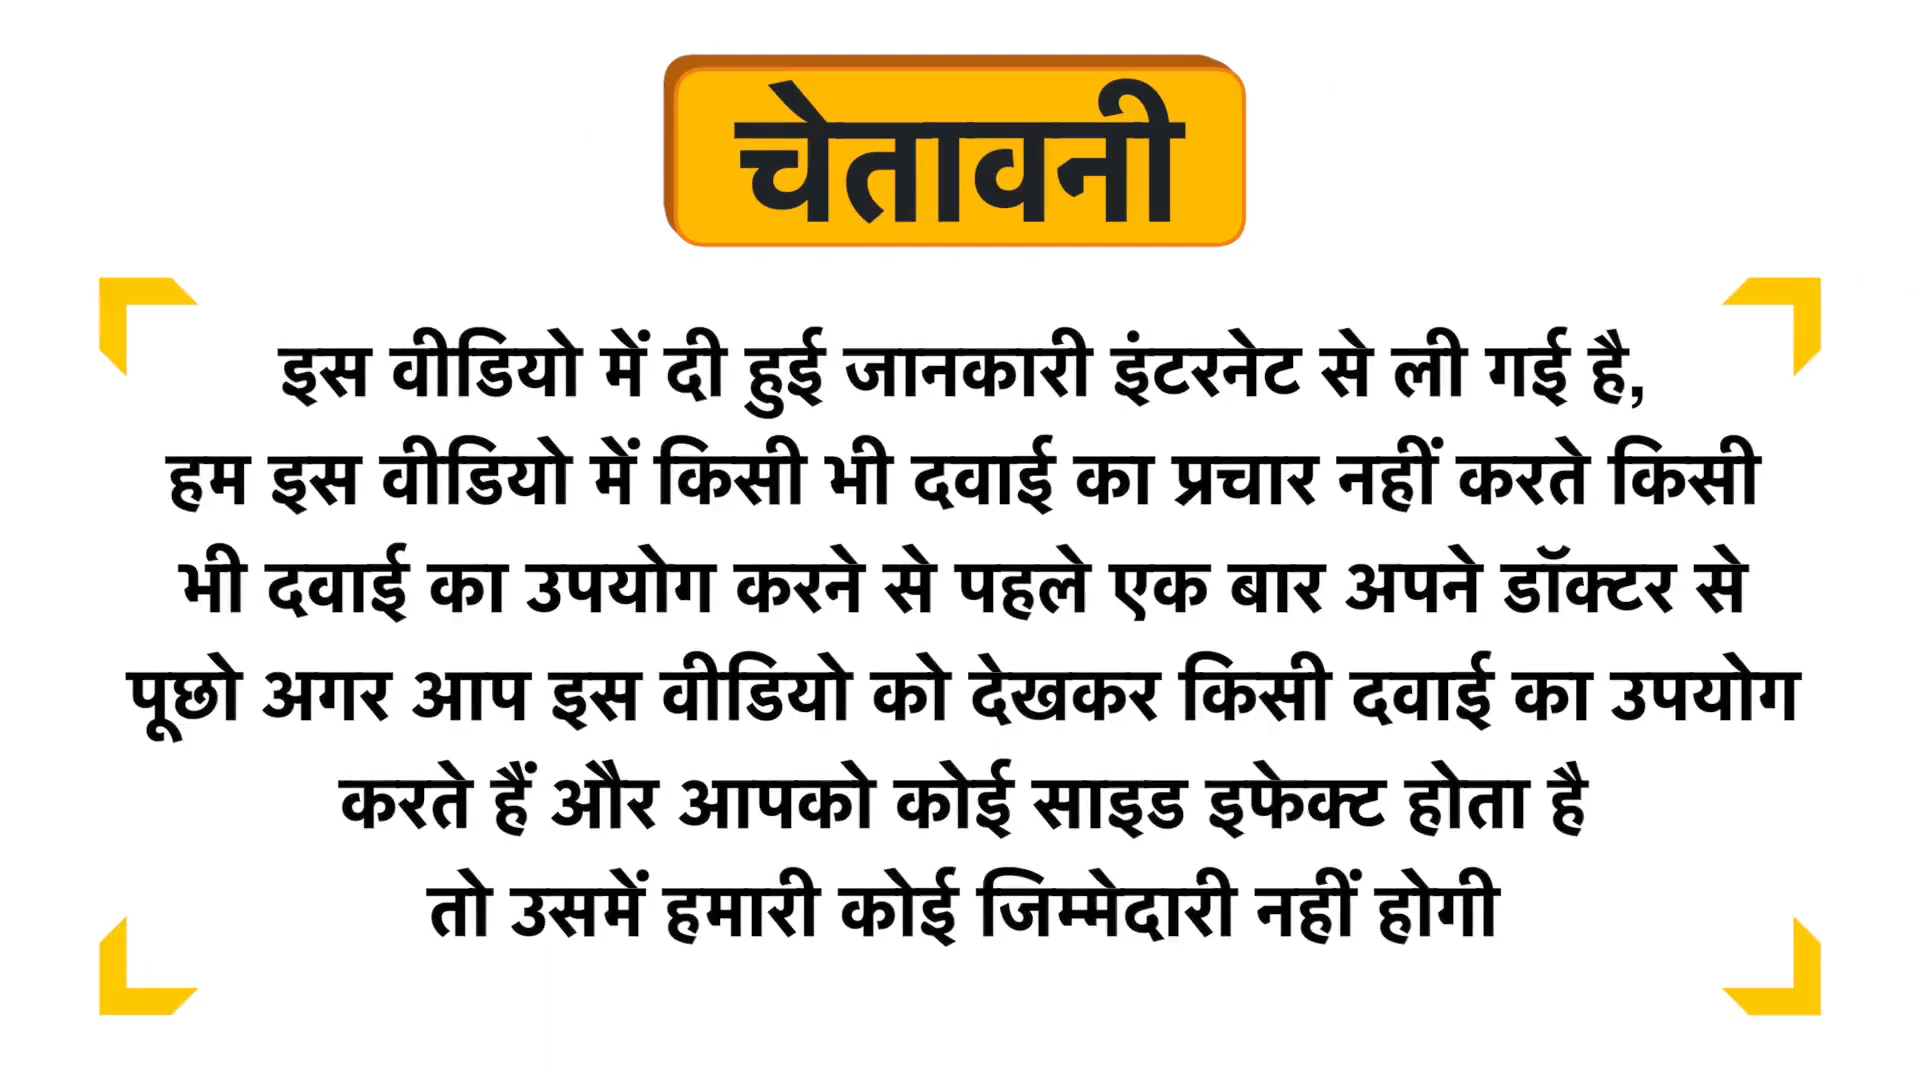 चेतावनी
इस वीडियो में दी हुई जानकारी इंटरनेट से ली गई है,
हम इस वीडियो में किसी भी दवाई का प्रचार नहीं करते किसी
भी दवाई का उपयोग करने से पहले एक बार अपने डॉक्टर से
पूछो अगर आप इस वीडियो को देखकर किसी दवाई का उपयोग
करते हैं और आपको कोई साइड इफेक्ट होता है
तो उसमें हमारी कोई जिम्मेदारी नहीं होगी